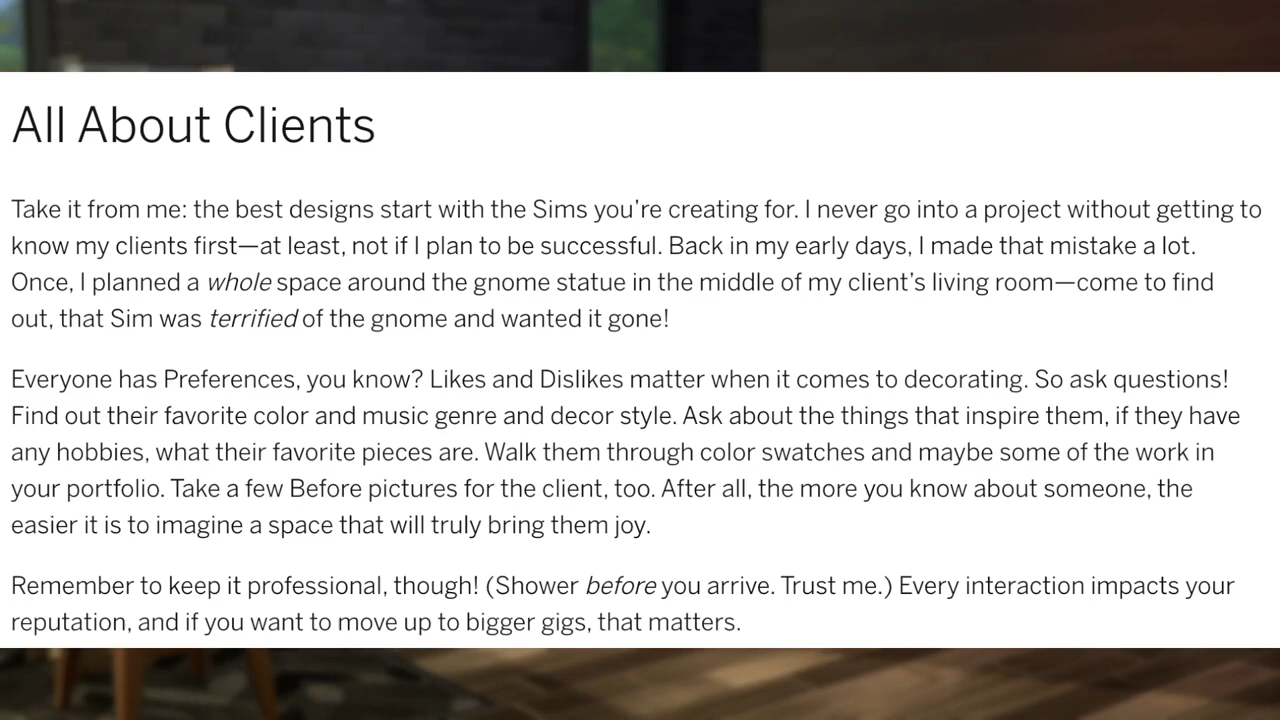 All About Clients
Take it from me: the best designs start with the Sims you’re creating for. I never go into a project without getting to
know my clients first—at least, not if I plan to be successful. Back in my early days, I made that mistake a lot.
Once, I planned a whole space around the gnome statue in the middle of my client’s living room—come to find
out, that Sim was terrified of the gnome and wanted it gone!
Everyone has Preferences, you know? Likes and Dislikes matter when it comes to decorating. So ask questions!
Find out their favorite color and music genre and decor style. Ask about the things that inspire them, if they have
any hobbies, what their favorite pieces are. Walk them through color swatches and maybe some of the work in
your portfolio. Take a few Before pictures for the client, too. After all, the more you know about someone, the
easier it is to imagine a space that will truly bring them joy.
Remember to keep it professional, though! (Shower before you arrive. Trust me.) Every interaction impacts your
reputation, and if you want to move up to bigger gigs, that matters.